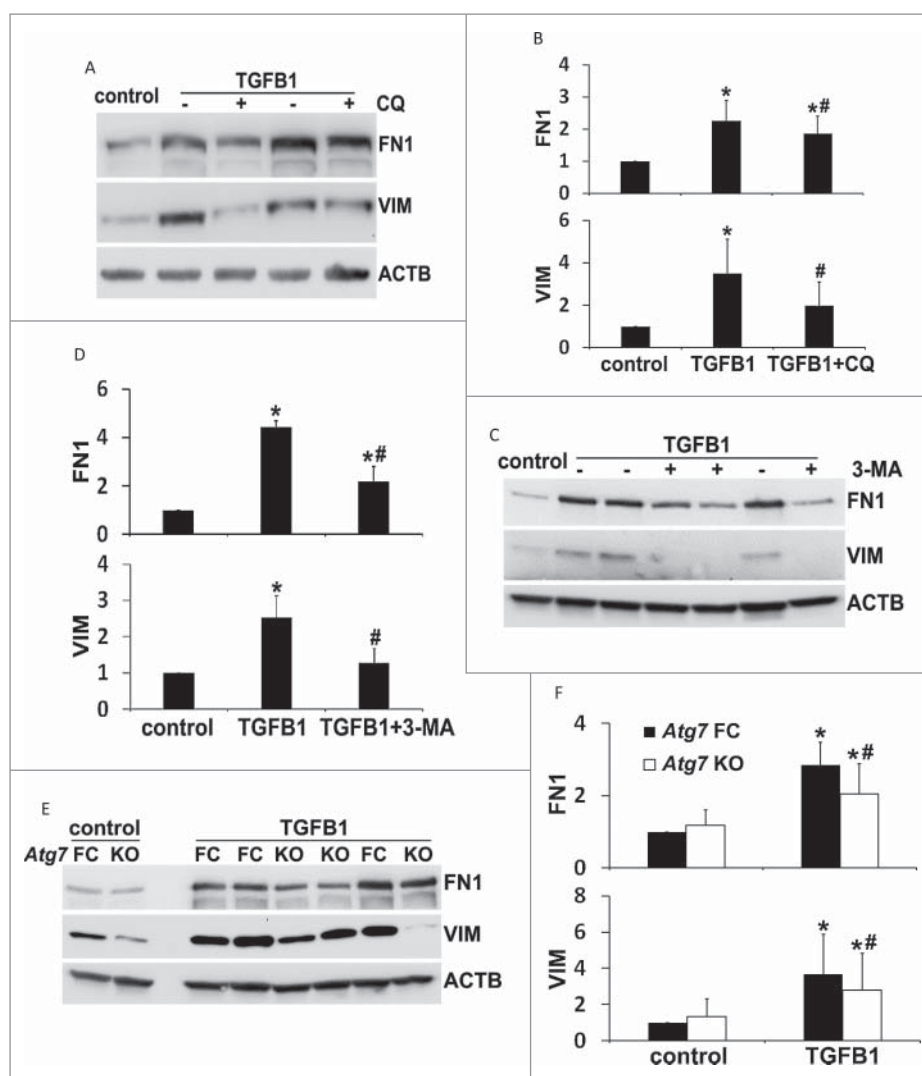 A
TGFB1
control - + - + CQ
FN1
VIM
ACTB
B
4
3
2
1
0
FN1
* *#
6
4
2
0
VIM
* #
control TGFB1 TGFB1+CQ
D
6
4
2
0
FN1
* *#
4
3
2
1
0
VIM
* #
control TGFB1 TGFB1+3-MA
C
TGFB1
control - - + + - + 3-MA
FN1
VIM
ACTB
E
control TGFB1
Atg7 FC KO FC FC KO KO FC KO
FN1
VIM
ACTB
F
4
2
0
FN1
Atg7 FC
Atg7 KO
* *#
8
6
4
2
0
VIM
* *#
control TGFB1